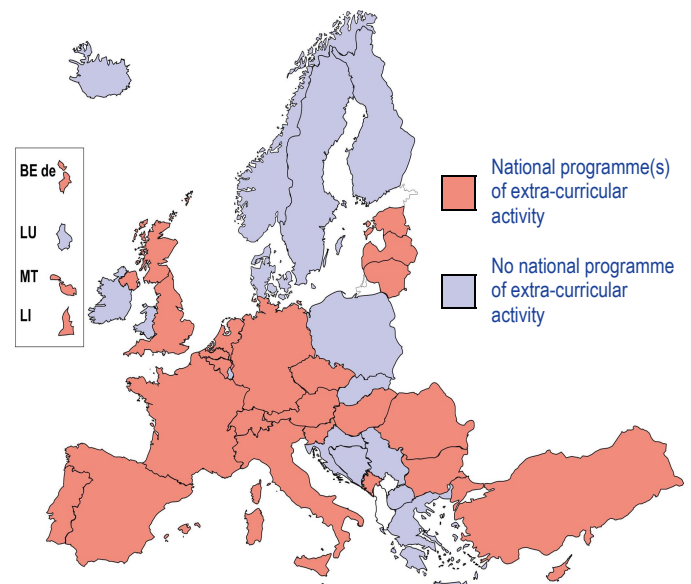 BE de
LU
MT
LI
National programme(s)
of extra-curricular
activity
No national programme
of extra-curricular
activity